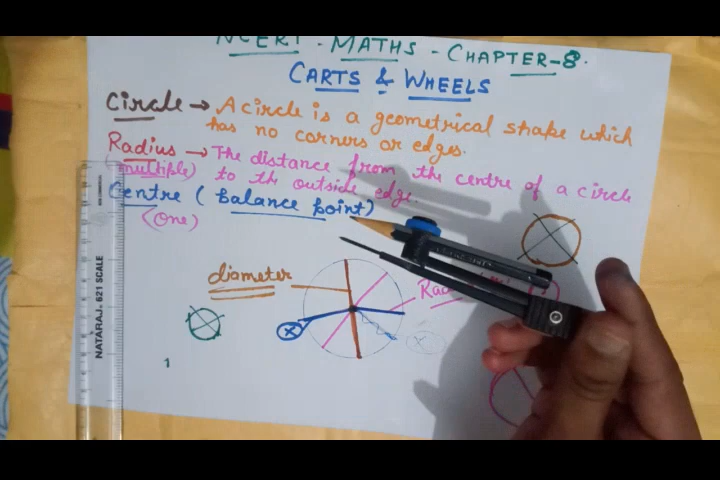 NCERT - MATHS - CHAPTER-8.
CARTS & WHEELS
Circle → A circle is a geometrical shape which
has no corners or edges.
Radius → The distance from the centre of a circle
(multiple) to the outside edge.
Centre (balance point)
(One)
diameter
x
x
1
NATARAJ 621 SCALE